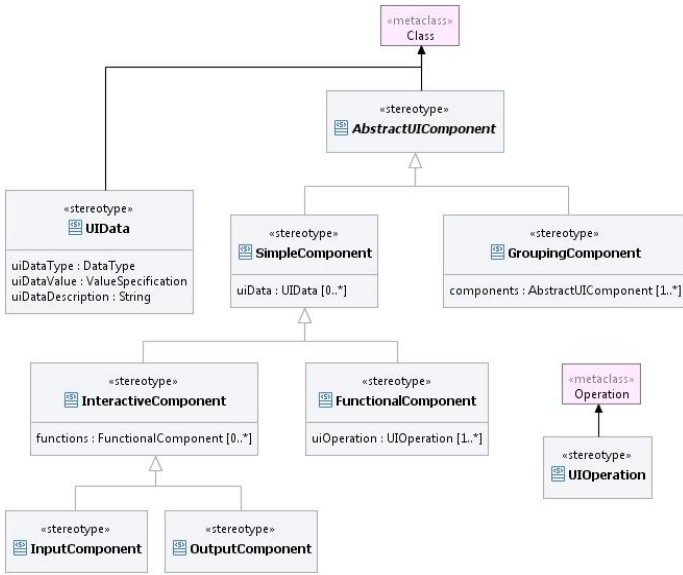 «metaclass»
Class
«stereotype»
AbstractUIComponent
«stereotype»
UIData
uiDataType : DataType
uiDataValue : ValueSpecification
uiDataDescription : String
«stereotype»
SimpleComponent
uiData : UIData [0..*]
«stereotype»
GroupingComponent
components : AbstractUIComponent [1..*]
«stereotype»
InteractiveComponent
functions : FunctionalComponent [0..*]
«stereotype»
FunctionalComponent
uiOperation : UIOperation [1..*]
«metaclass»
Operation
«stereotype»
UIOperation
«stereotype»
InputComponent
«stereotype»
OutputComponent